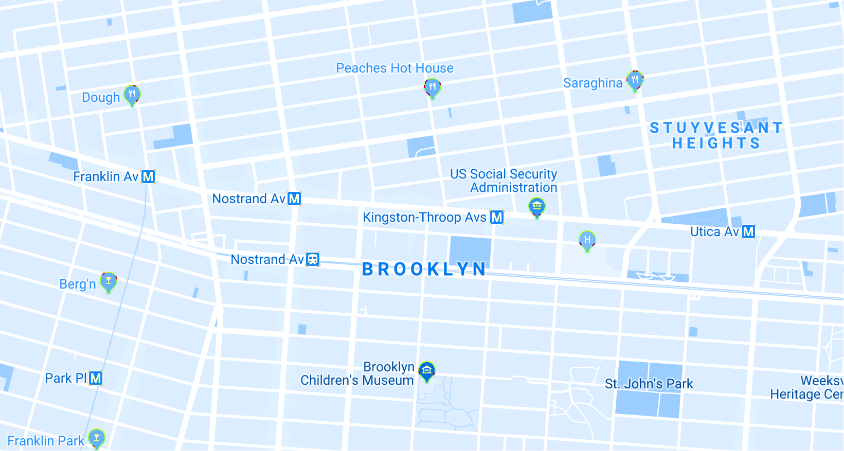 Peaches Hot House
Saraghina
Dough
STUYVESANT
HEIGHTS
Franklin Av M
US Social Security
Administration
Nostrand Av M
Kingston-Throop Avs M
H
Utica Av M
Nostrand Av
BROOKLYN
Berg'n
Brooklyn
Children's Museum
Park Pl M
St. John's Park
Weeksv
Heritage Cen
Franklin Park